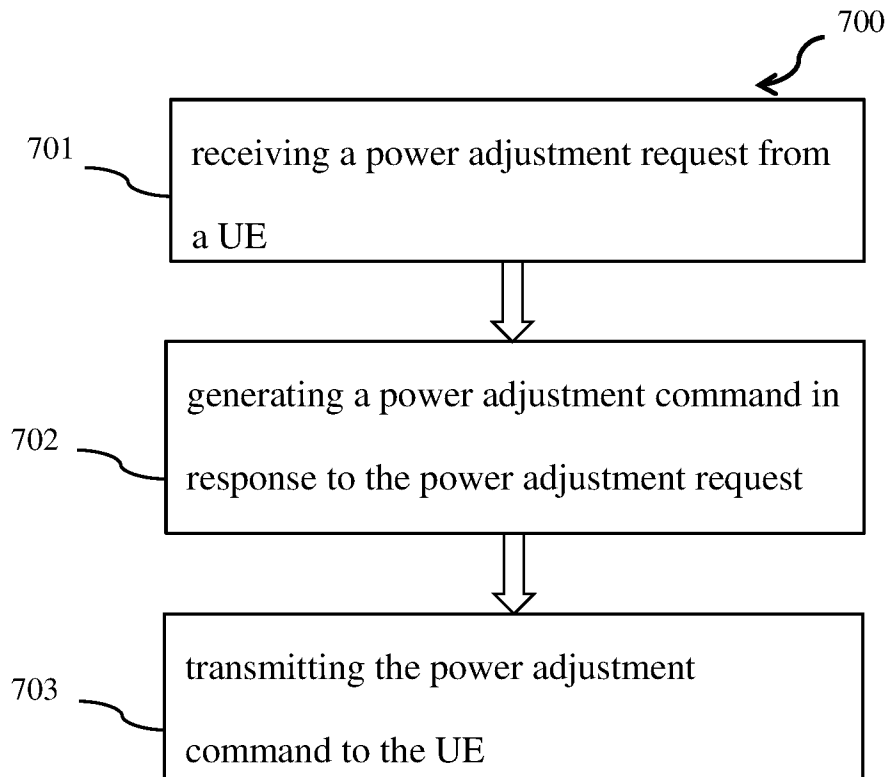 700
701
receiving a power adjustment request from
a UE
702
generating a power adjustment command in
response to the power adjustment request
703
transmitting the power adjustment
command to the UE